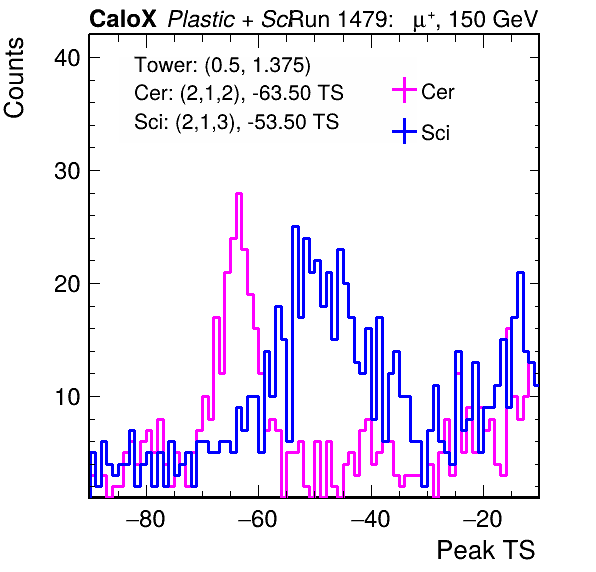 CaloX Plastic + SciRun 1479: μ+, 150 GeV
Counts
40
30
20
10
Tower: (0.5, 1.375)
Cer: (2,1,2), -63.50 TS
Sci: (2,1,3), -53.50 TS
Cer
Sci
−80 −60 −40 −20
Peak TS